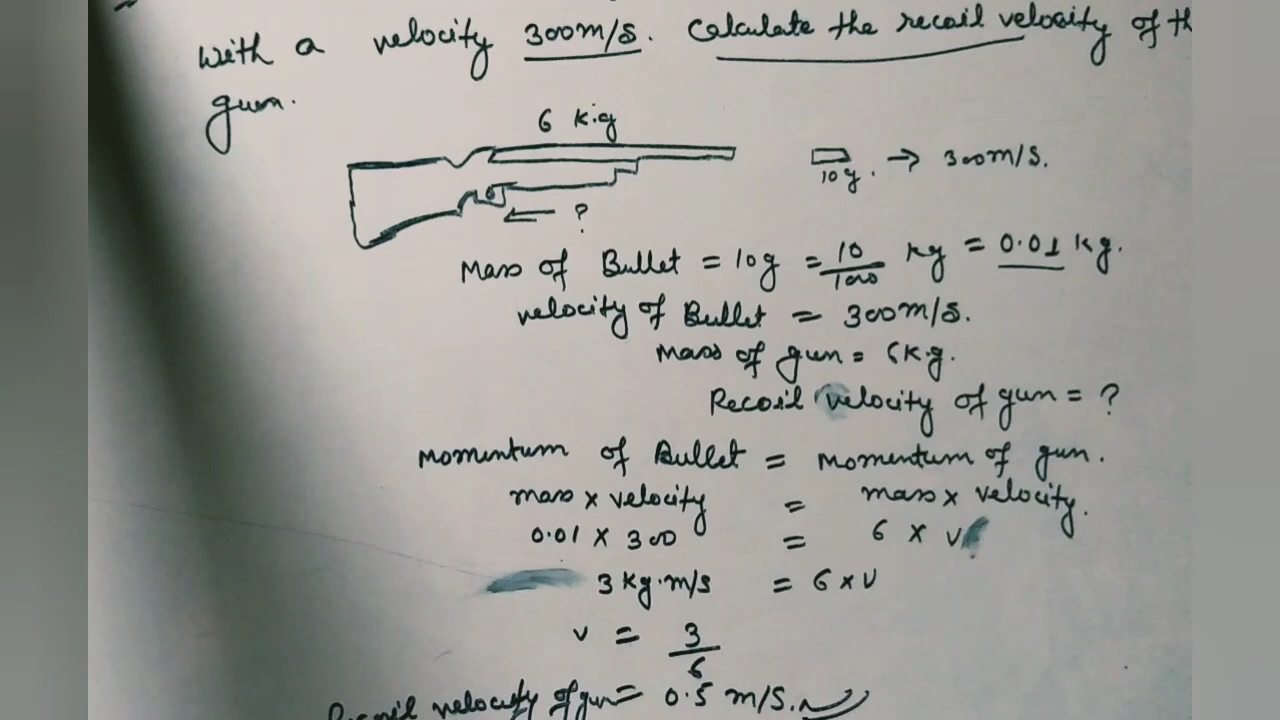 with a velocity 300m/s. Calculate the recoil velocity of th
gun.
6 k.g
10g. → 300m/s.
?
Mass of Bullet = 10g = 10/1000 kg = 0.01 kg.
velocity of Bullet = 300m/s.
Mass of gun = 6k.g.
Recoil velocity of gun = ?
Momentum of Bullet = Momentum of gun.
mass x velocity = mass x velocity.
0.01 x 300 = 6 x v
3 kg.m/s = 6 x v
v = 3/6
Recoil velocity of gun = 0.5 m/s.